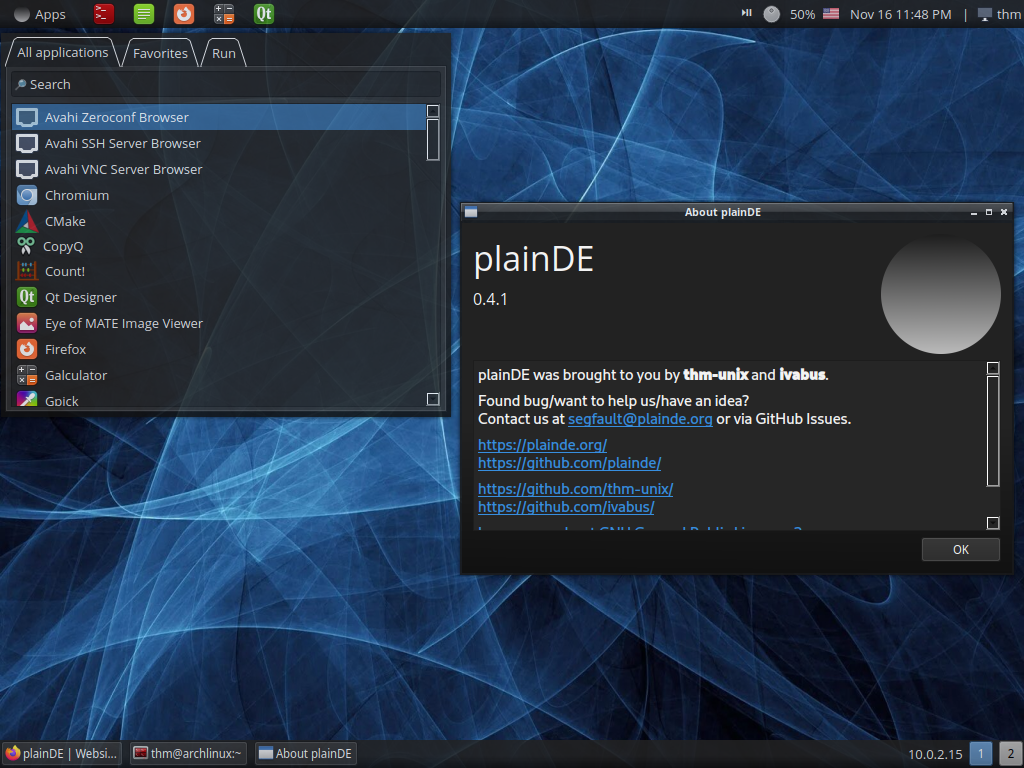 Apps Qt 50% Nov 16 11:48 PM | thm
All applications Favorites Run
Search
Avahi Zeroconf Browser
Avahi SSH Server Browser
Avahi VNC Server Browser
Chromium
CMake
CopyQ
Count!
Qt Qt Designer
Eye of MATE Image Viewer
Firefox
Galculator
Gpick
About plainDE
plainDE
0.4.1
plainDE was brought to you by thm-unix and ivabus.
Found bug/want to help us/have an idea?
Contact us at segfault@plainde.org or via GitHub Issues.
https://plainde.org/
https://github.com/plainde/
https://github.com/thm-unix/
https://github.com/ivabus/
OK
plainDE | Websi... thm@archlinux:~ About plainDE 10.0.2.15 1 2